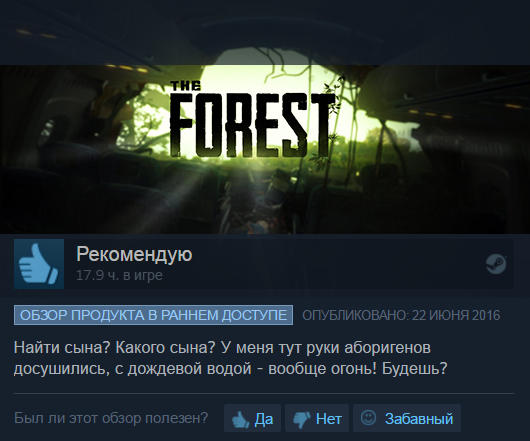 THE
FOREST
Рекомендую
17.9 ч. в игре
ОБЗОР ПРОДУКТА В РАННЕМ ДОСТУПЕ ОПУБЛИКОВАНО: 22 ИЮНЯ 2016
Найти сына? Какого сына? У меня тут руки аборигенов
досушились, с дождевой водой - вообще огонь! Будешь?
Был ли этот обзор полезен? Да Нет Забавный